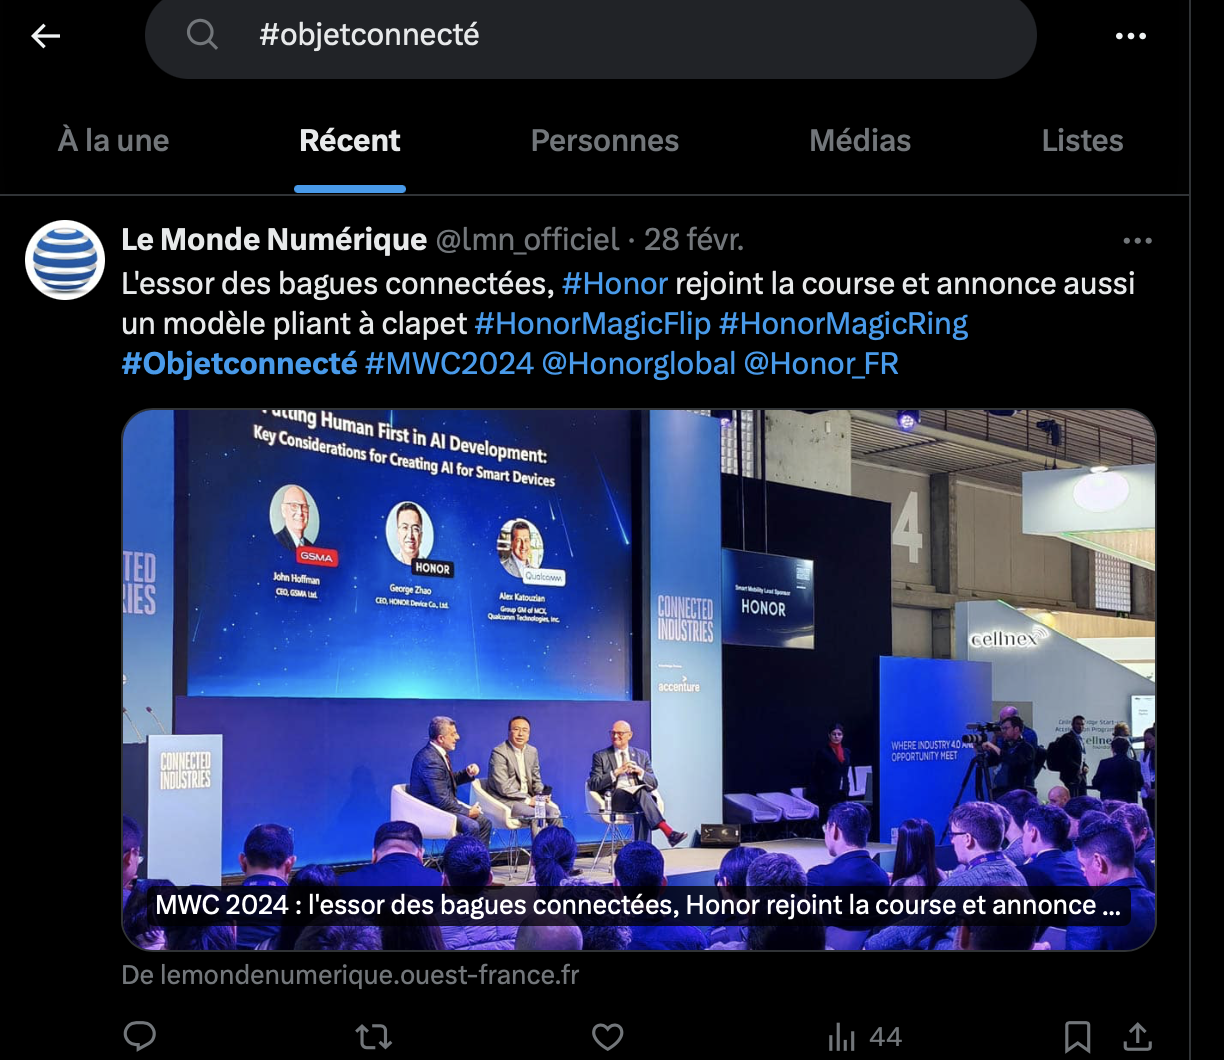 #objetconnecté
À la une
Récent
Personnes
Médias
Listes
Le Monde Numérique @lmn_officiel · 28 févr.
L'essor des bagues connectées, #Honor rejoint la course et annonce aussi
un modèle pliant à clapet #HonorMagicFlip #HonorMagicRing
#Objetconnecté #MWC2024 @Honorglobal @Honor_FR
Putting Human First in AI Development:
Key Considerations for Creating AI for Smart Devices
GSMA
John Hoffman
CEO, GSMA Ltd.
HONOR
George Zhao
CEO, HONOR Device Co., Ltd.
Qualcomm
Alex Katouzian
Group GM of MCX,
Qualcomm Technologies, Inc.
TED
RIES
CONNECTED
INDUSTRIES
accenture
Smart Mobility Lead Sponsor
HONOR
4
cellnex
CONNECTED
INDUSTRIES
WHERE INDUSTRY 4.0 AND
OPPORTUNITY MEET
MWC 2024 : l'essor des bagues connectées, Honor rejoint la course et annonce ...
De lemondenumerique.ouest-france.fr
44